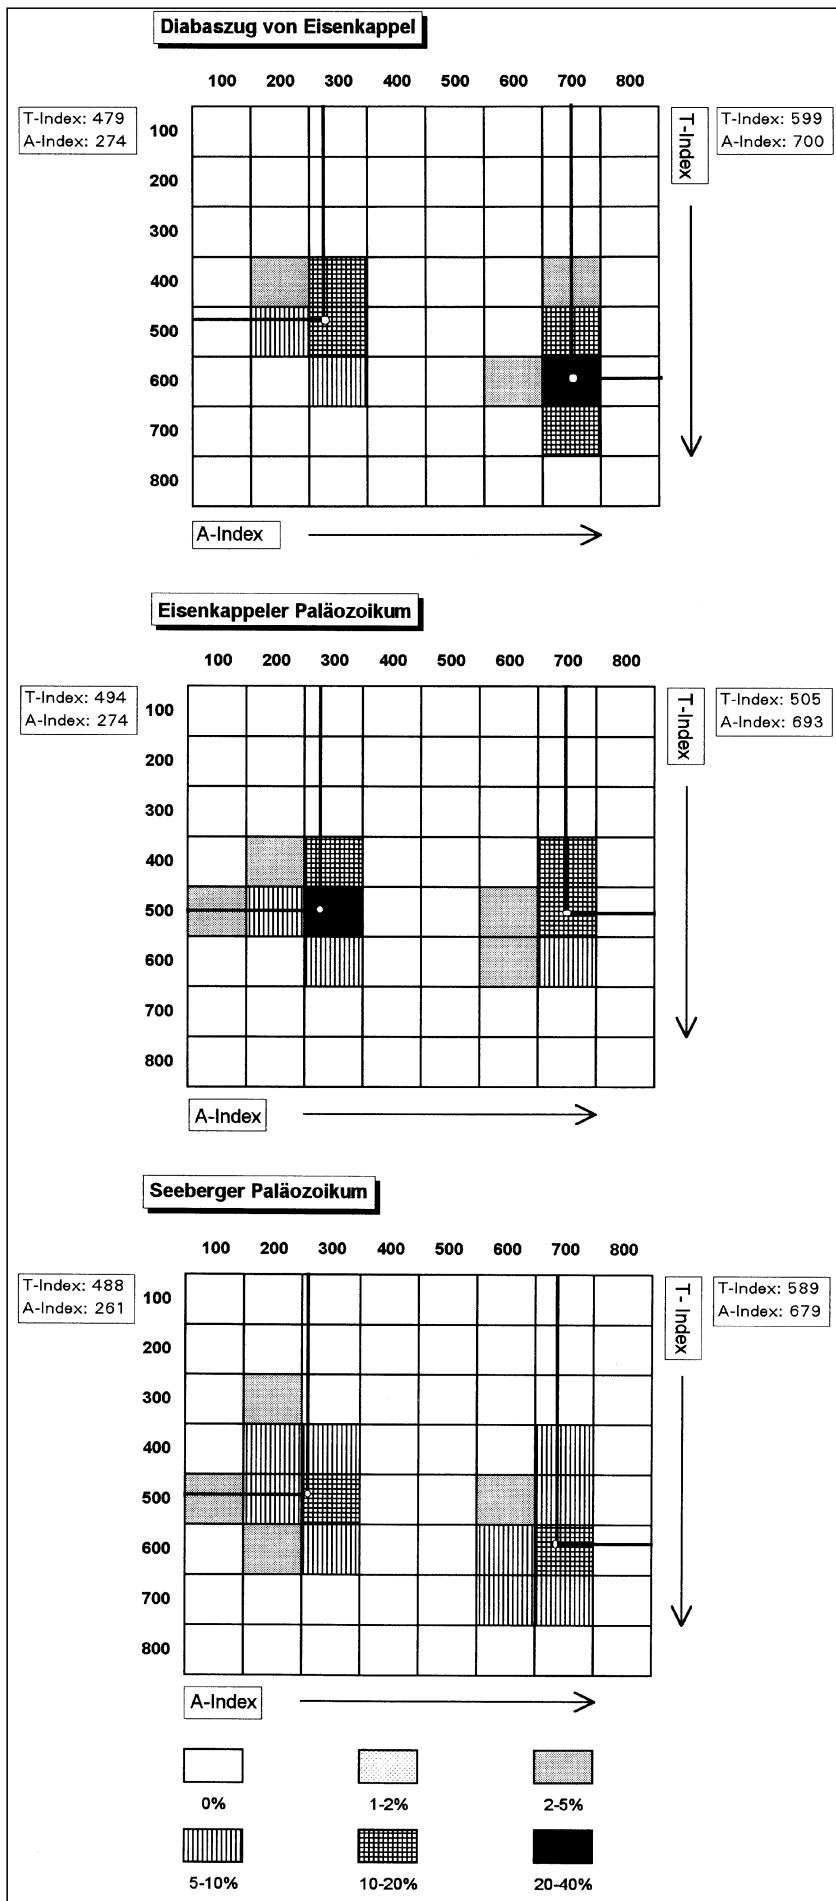 Diabaszug von Eisenkappel
100 200 300 400 500 600 700 800
T-Index: 479
A-Index: 274
100
200
300
400
500
600
700
800
T-Index
T-Index: 599
A-Index: 700
A-Index
Eisenkappeler Paläozoikum
100 200 300 400 500 600 700 800
T-Index: 494
A-Index: 274
100
200
300
400
500
600
700
800
T-Index
T-Index: 505
A-Index: 693
A-Index
Seeberger Paläozoikum
100 200 300 400 500 600 700 800
T-Index: 488
A-Index: 261
100
200
300
400
500
600
700
800
T- Index
T-Index: 589
A-Index: 679
A-Index
0% 1-2% 2-5%
5-10% 10-20% 20-40%